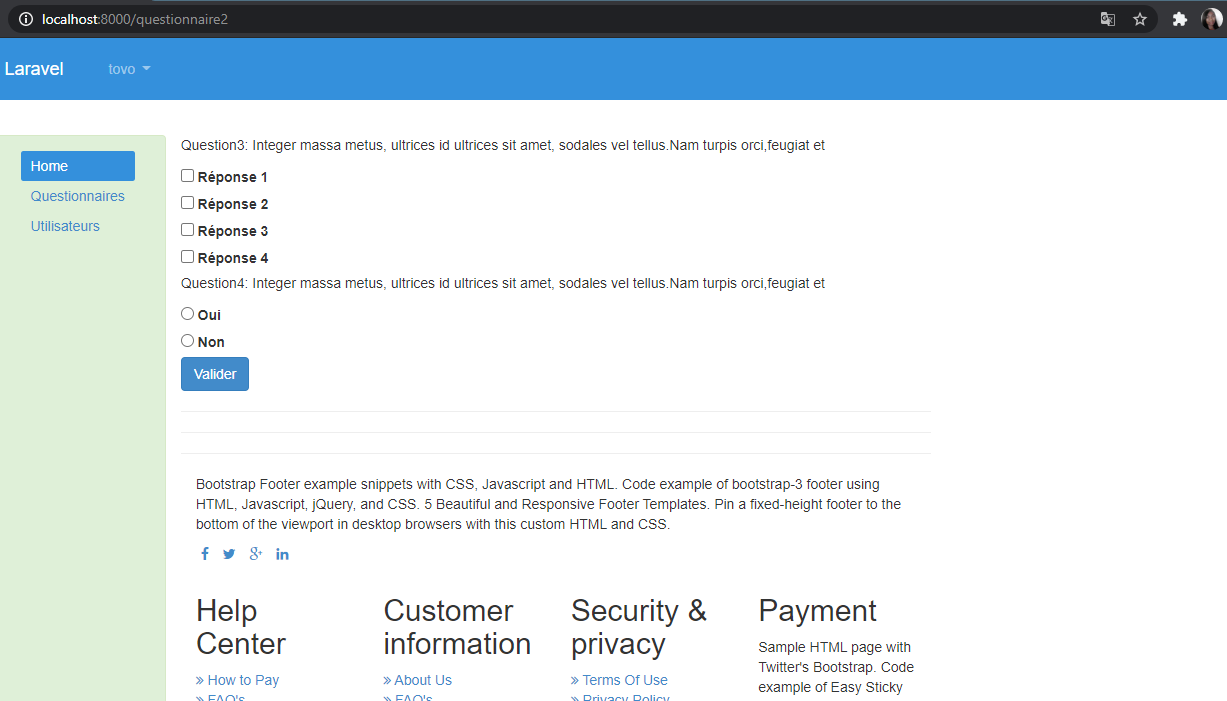 localhost:8000/questionnaire2
Laravel tovo
Home
Questionnaires
Utilisateurs
Question3: Integer massa metus, ultrices id ultrices sit amet, sodales vel tellus.Nam turpis orci,feugiat et
Réponse 1
Réponse 2
Réponse 3
Réponse 4
Question4: Integer massa metus, ultrices id ultrices sit amet, sodales vel tellus.Nam turpis orci,feugiat et
Oui
Non
Valider
Bootstrap Footer example snippets with CSS, Javascript and HTML. Code example of bootstrap-3 footer using
HTML, Javascript, jQuery, and CSS. 5 Beautiful and Responsive Footer Templates. Pin a fixed-height footer to the
bottom of the viewport in desktop browsers with this custom HTML and CSS.
Help
Center
» How to Pay
» FAQ's
Customer
information
» About Us
» FAQ's
Security &
privacy
» Terms Of Use
» Privacy Policy
Payment
Sample HTML page with
Twitter's Bootstrap. Code
example of Easy Sticky